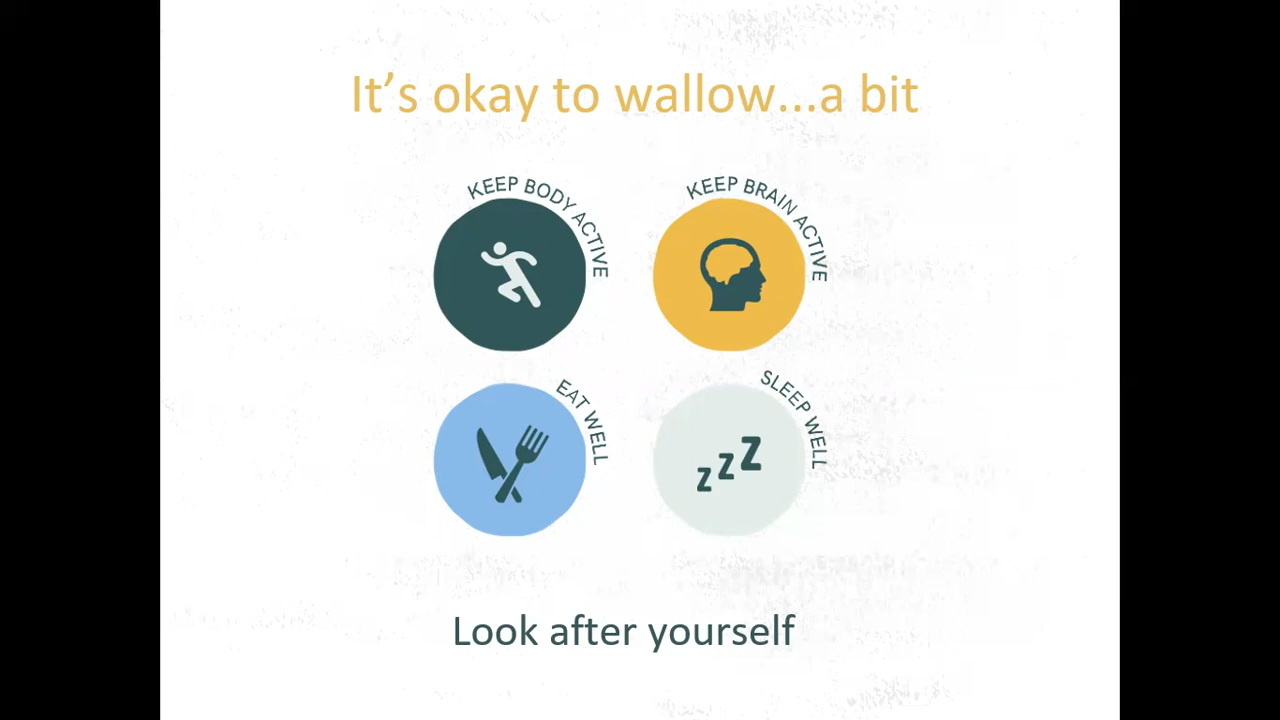 It’s okay to wallow...a bit
KEEP BODY ACTIVE
KEEP BRAIN ACTIVE
EAT WELL
SLEEP WELL
zzz
Look after yourself